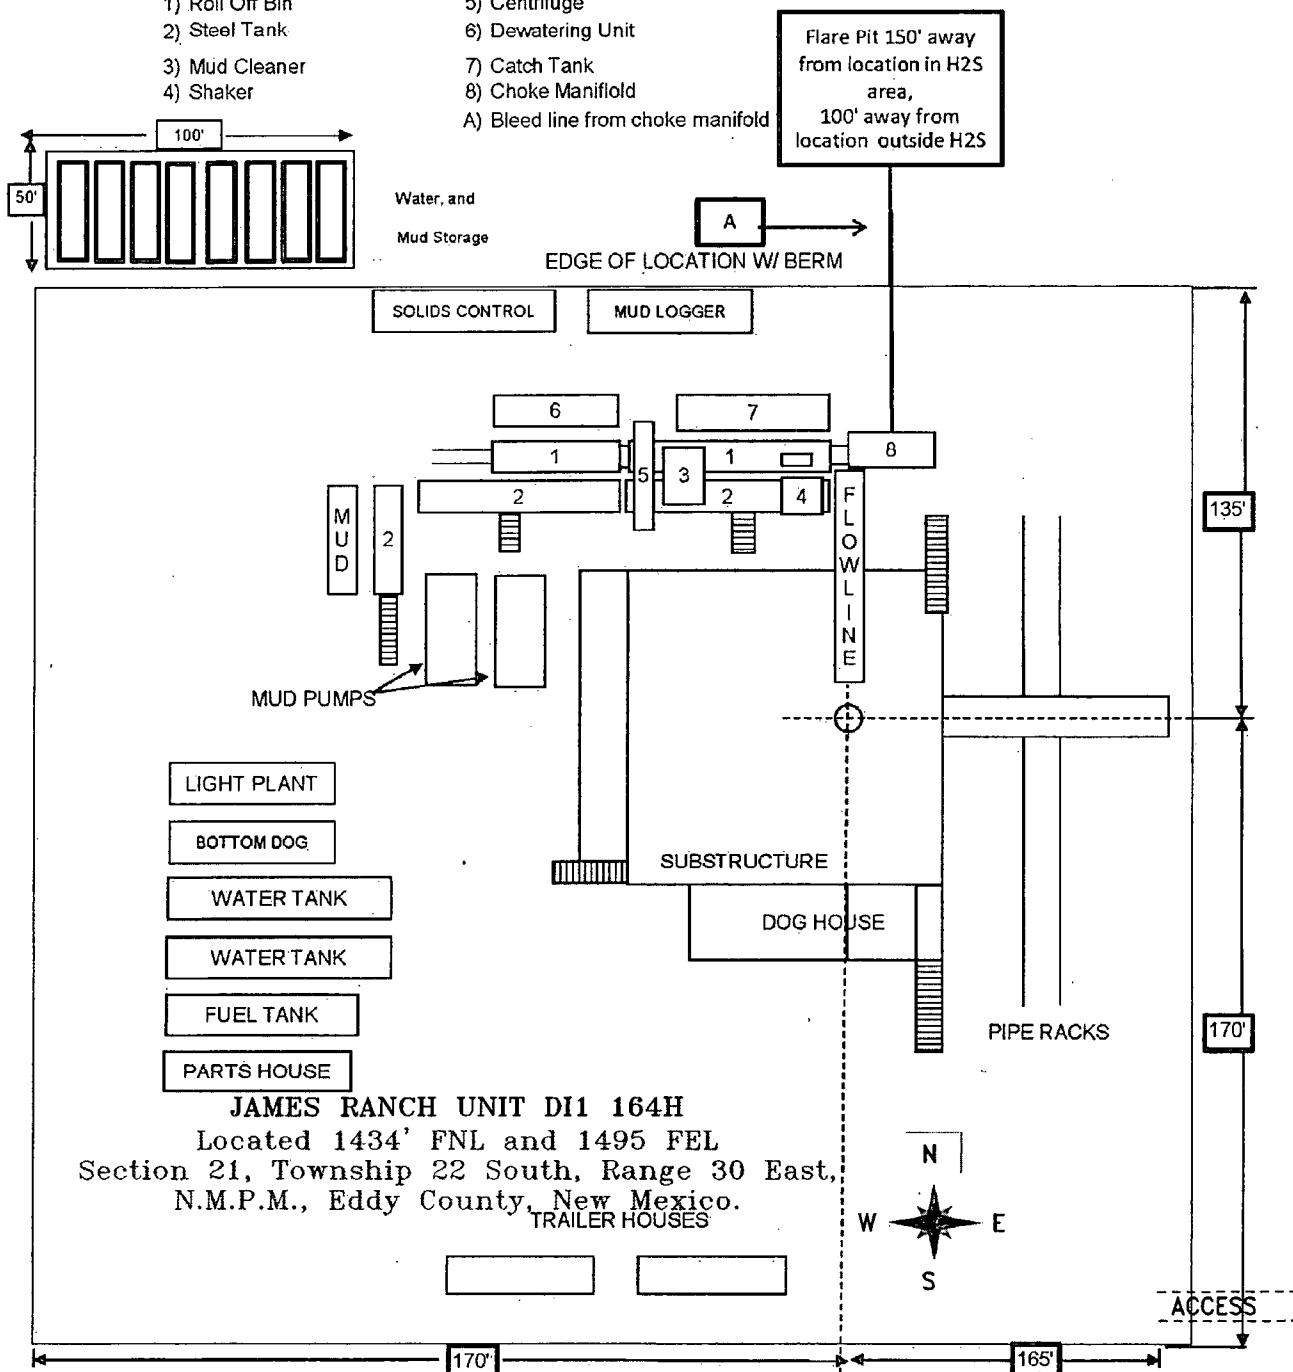 1) Roll Off Bin
2) Steel Tank
3) Mud Cleaner
4) Shaker
5) Centrifuge
6) Dewatering Unit
7) Catch Tank
8) Choke Manifold
A) Bleed line from choke manifold
Flare Pit 150' away
from location in H2S
area,
100' away from
location outside H2S
100'
50'
Water, and
Mud Storage
A
EDGE OF LOCATION W/ BERM
SOLIDS CONTROL
MUD LOGGER
6
7
1
1
8
5
3
2
2
4
MUD
2
FLOWLINE
135'
MUD PUMPS
LIGHT PLANT
BOTTOM DOG
WATER TANK
WATER TANK
FUEL TANK
PARTS HOUSE
SUBSTRUCTURE
DOG HOUSE
PIPE RACKS
170'
JAMES RANCH UNIT DI1 164H
Located 1434' FNL and 1495 FEL
Section 21, Township 22 South, Range 30 East,
N.M.P.M., Eddy County, New Mexico.
TRAILER HOUSES
N
W
E
S
ACCESS
170'
165'